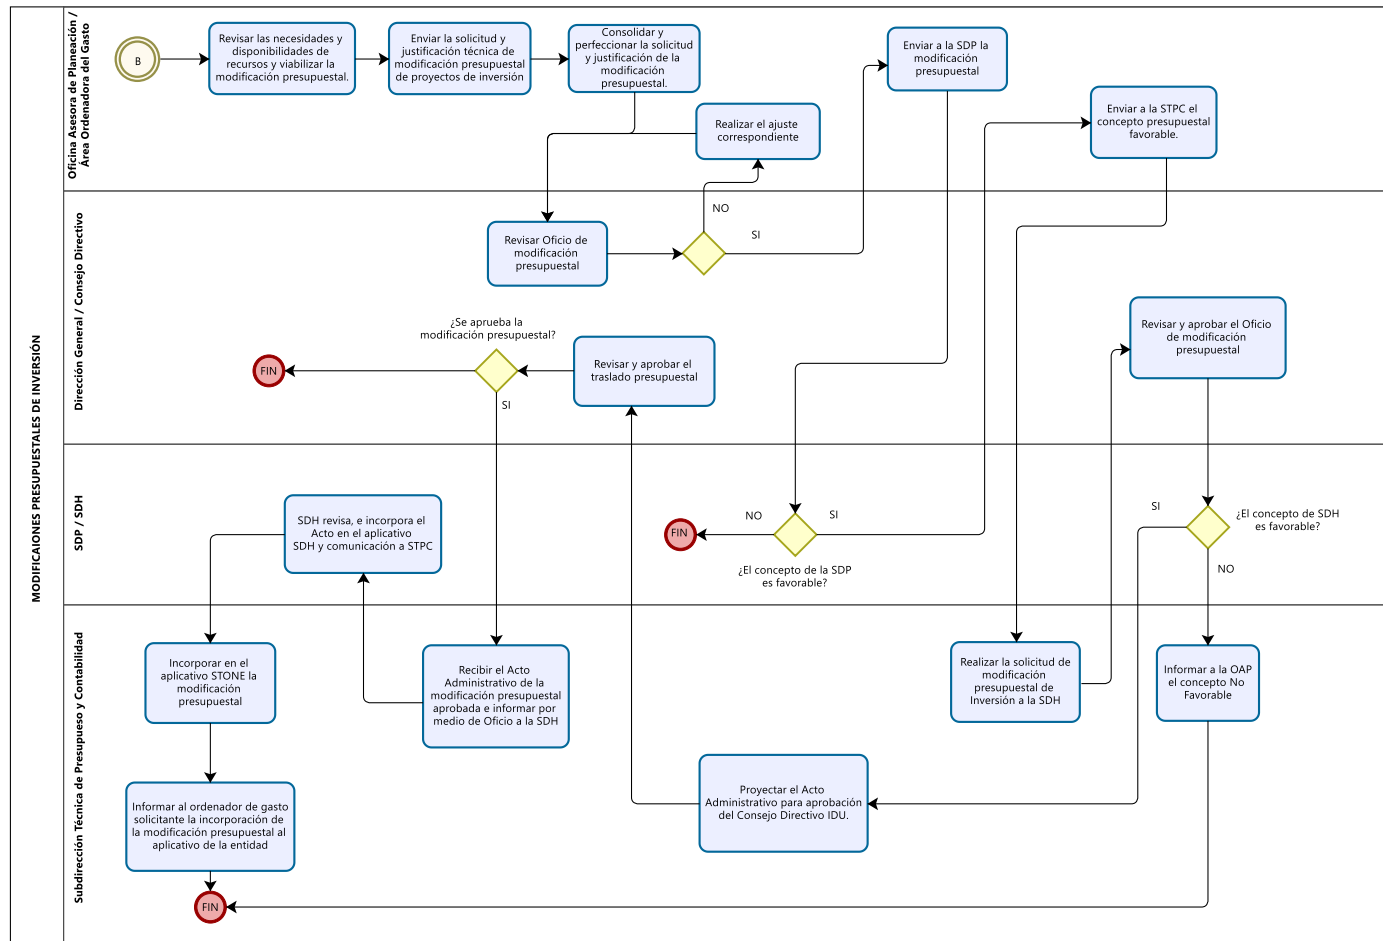 MODIFICAIONES PRESUPUESTALES DE INVERSIÓN
Oficina Asesora de Planeación /
Área Ordenadora del Gasto
B
Revisar las necesidades y
disponibilidades de
recursos y viabilizar la
modificación presupuestal.
Enviar la solicitud y
justificación técnica de
modificación presupuestal
de proyectos de inversión
Consolidar y
perfeccionar la solicitud
y justificación de la
modificación
presupuestal.
Realizar el ajuste
correspondiente
Enviar a la SDP la
modificación
presupuestal
Enviar a la STPC el
concepto presupuestal
favorable.
Dirección General / Consejo Directivo
Revisar Oficio de
modificación
presupuestal
NO
SI
¿Se aprueba la
modificación presupuestal?
FIN
SI
Revisar y aprobar el
traslado presupuestal
Revisar y aprobar el Oficio
de modificación
presupuestal
SDP / SDH
SDH revisa, e incorpora el
Acto en el aplicativo
SDH y comunicación a STPC
FIN
NO
SI
¿El concepto de la SDP
es favorable?
SI
¿El concepto de SDH
es favorable?
NO
Subdirección Técnica de Presupueso y Contabilidad
Incorporar en el
aplicativo STONE la
modificación
presupuestal
Recibir el Acto
Administrativo de la
modificación presupuestal
aprobada e informar por
medio de Oficio a la SDH
Realizar la solicitud de
modificación
presupuestal de
Inversión a la SDH
Informar a la OAP
el concepto No
Favorable
Proyectar el Acto
Administrativo para aprobación
del Consejo Directivo IDU.
Informar al ordenador de gasto
solicitante la incorporación de
la modificación presupuestal al
aplicativo de la entidad
FIN